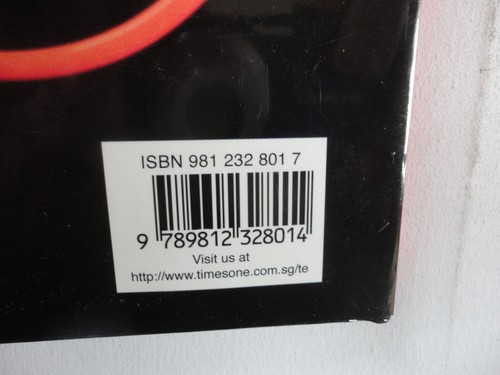 ISBN 981 232 801 7
9 789812 328014
Visit us at
http://www.timesone.com.sg/te